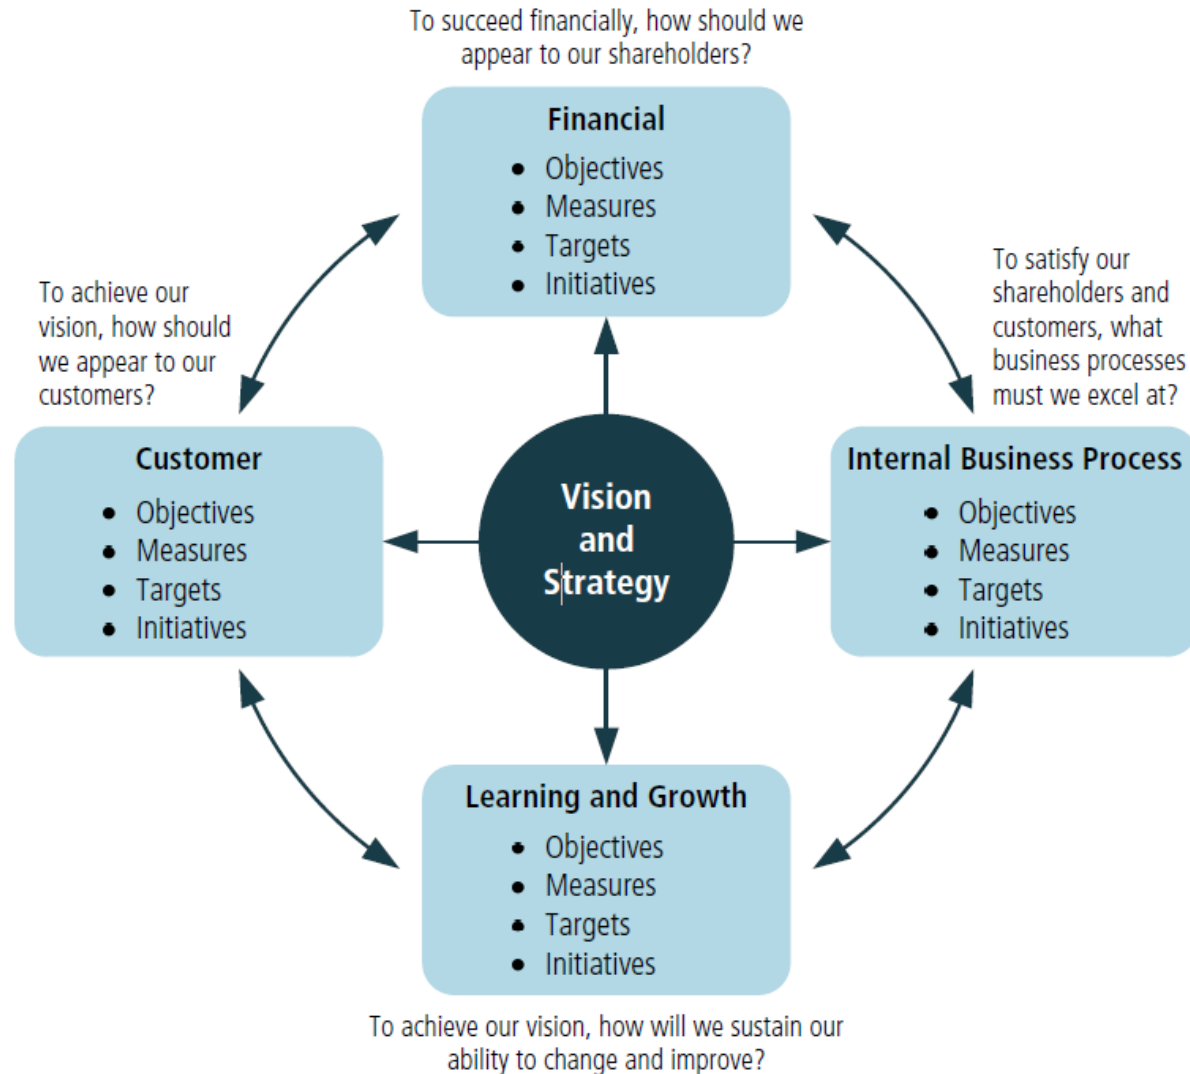 To succeed financially, how should we
appear to our shareholders?
Financial
• Objectives
• Measures
• Targets
• Initiatives
To achieve our
vision, how should
we appear to our
customers?
To satisfy our
shareholders and
customers, what
business processes
must we excel at?
Customer
• Objectives
• Measures
• Targets
• Initiatives
Vision
and
Strategy
Internal Business Process
• Objectives
• Measures
• Targets
• Initiatives
Learning and Growth
• Objectives
• Measures
• Targets
• Initiatives
To achieve our vision, how will we sustain our
ability to change and improve?